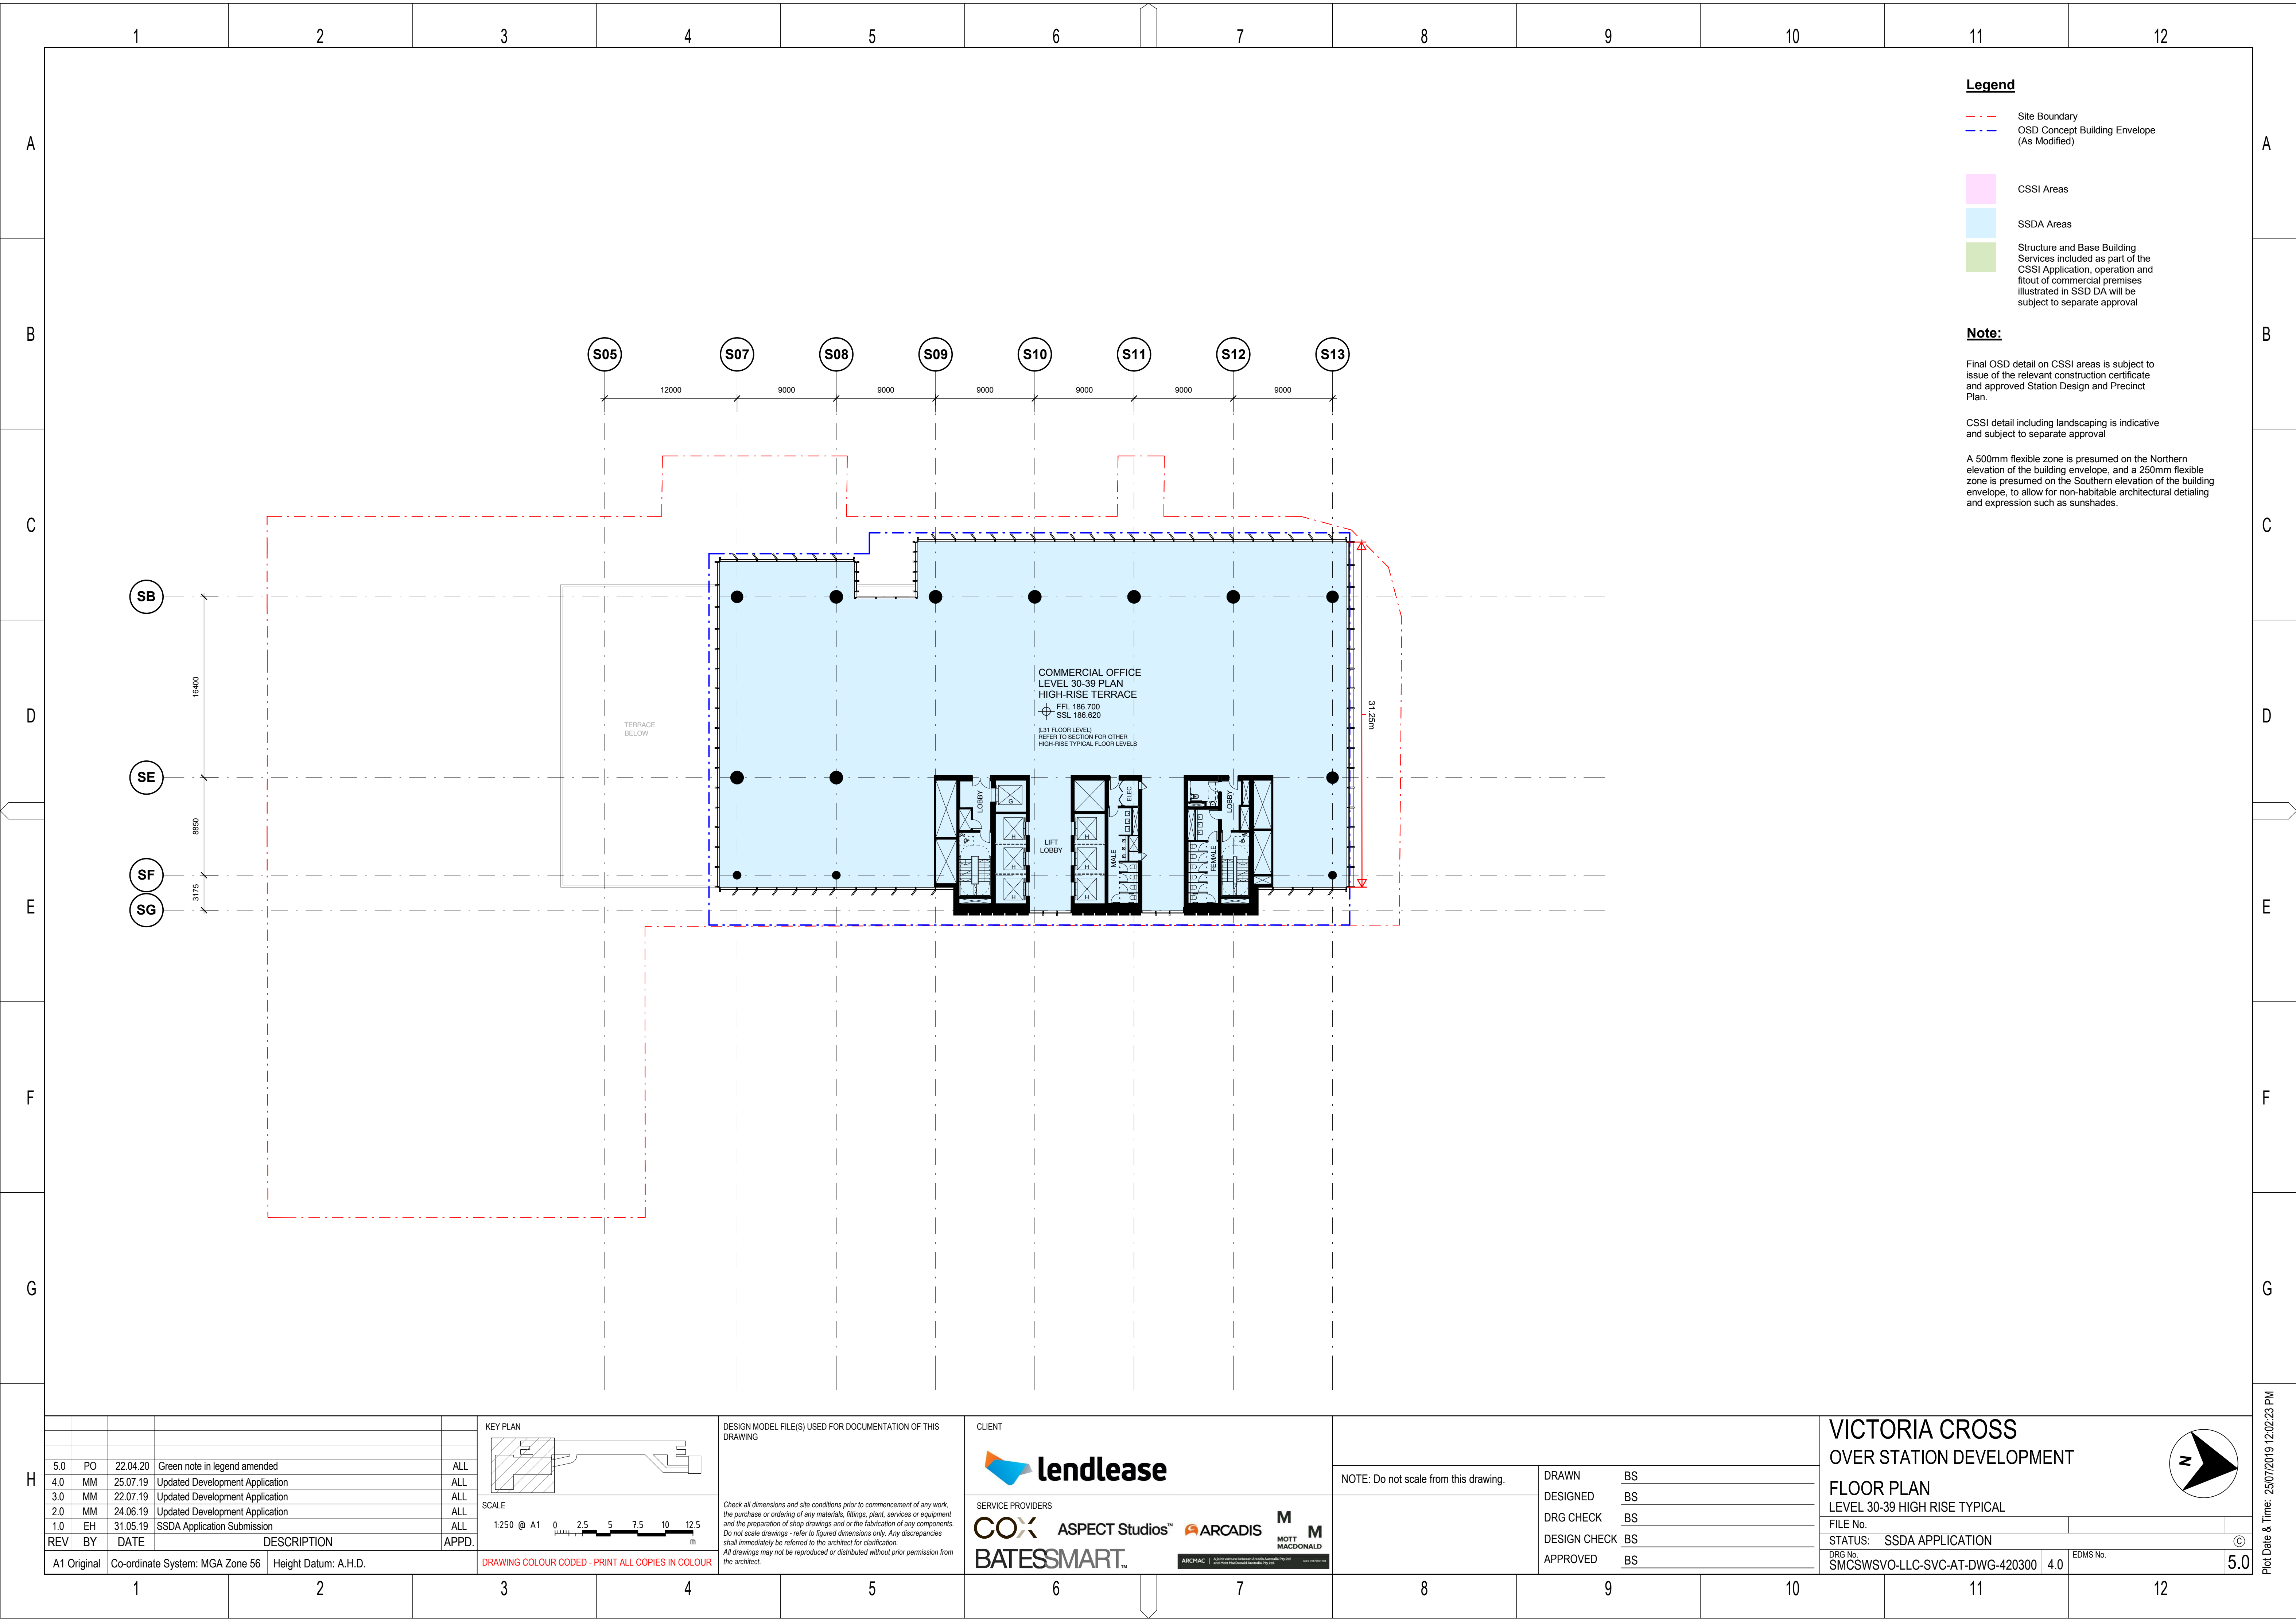 1 2 3 4 5 6 7 8 9 10 11 12
A
B
C
D
E
F
G
H
A
B
C
D
E
F
G
Legend
Site Boundary
OSD Concept Building Envelope
(As Modified)
CSSI Areas
SSDA Areas
Structure and Base Building
Services included as part of the
CSSI Application, operation and
fitout of commercial premises
illustrated in SSD DA will be
subject to separate approval
Note:
Final OSD detail on CSSI areas is subject to
issue of the relevant construction certificate
and approved Station Design and Precinct
Plan.
CSSI detail including landscaping is indicative
and subject to separate approval
A 500mm flexible zone is presumed on the Northern
elevation of the building envelope, and a 250mm flexible
zone is presumed on the Southern elevation of the building
envelope, to allow for non-habitable architectural detialing
and expression such as sunshades.
S05 S07 S08 S09 S10 S11 S12 S13
12000 9000 9000 9000 9000 9000 9000
SB
SE
SF
SG
16400
8850
3175
31.25m
TERRACE
BELOW
COMMERCIAL OFFICE
LEVEL 30-39 PLAN
HIGH-RISE TERRACE
FFL 186.700
SSL 186.620
(L31 FLOOR LEVEL)
REFER TO SECTION FOR OTHER
HIGH-RISE TYPICAL FLOOR LEVELS
LOBBY
G
H
H
H
LIFT
LOBBY
H
H
H
ELEC
MALE
FEMALE
LOBBY
5.0 PO 22.04.20 Green note in legend amended ALL
4.0 MM 25.07.19 Updated Development Application ALL
3.0 MM 22.07.19 Updated Development Application ALL
2.0 MM 24.06.19 Updated Development Application ALL
1.0 EH 31.05.19 SSDA Application Submission ALL
REV BY DATE DESCRIPTION APPD.
A1 Original Co-ordinate System: MGA Zone 56 Height Datum: A.H.D.
KEY PLAN
SCALE
1:250 @ A1 0 2.5 5 7.5 10 12.5
m
DRAWING COLOUR CODED - PRINT ALL COPIES IN COLOUR
DESIGN MODEL FILE(S) USED FOR DOCUMENTATION OF THIS
DRAWING
Check all dimensions and site conditions prior to commencement of any work,
the purchase or ordering of any materials, fittings, plant, services or equipment
and the preparation of shop drawings and or the fabrication of any components.
Do not scale drawings - refer to figured dimensions only. Any discrepancies
shall immediately be referred to the architect for clarification.
All drawings may not be reproduced or distributed without prior permission from
the architect.
CLIENT
lendlease
SERVICE PROVIDERS
COX ASPECT Studios™ ARCADIS
M
M
MOTT
MACDONALD
BATESSMART™
ARCMAC
NOTE: Do not scale from this drawing.
DRAWN BS
DESIGNED BS
DRG CHECK BS
DESIGN CHECK BS
APPROVED BS
VICTORIA CROSS
OVER STATION DEVELOPMENT
FLOOR PLAN
LEVEL 30-39 HIGH RISE TYPICAL
FILE No.
STATUS: SSDA APPLICATION ©
DRG No.
SMCSWSVO-LLC-SVC-AT-DWG-420300 4.0
EDMS No.
5.0
N
Plot Date & Time: 25/07/2019 12:02:23 PM
1 2 3 4 5 6 7 8 9 10 11 12